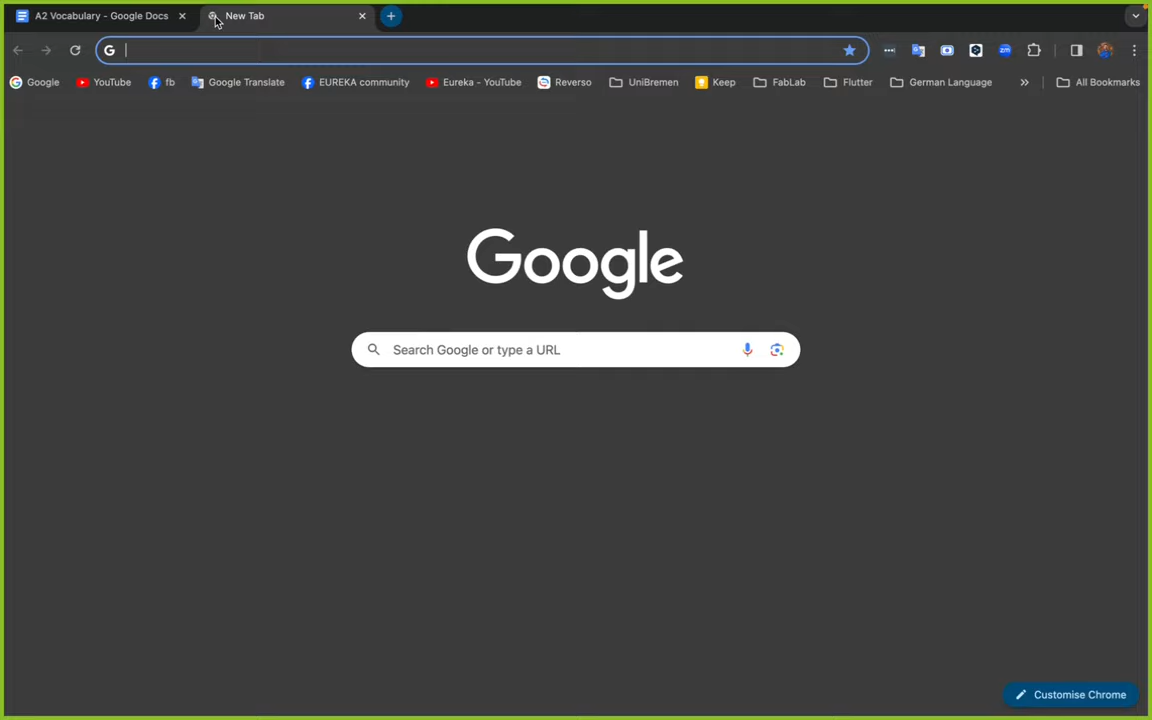 A2 Vocabulary - Google Docs
New Tab
Google
YouTube
fb
Google Translate
EUREKA community
Eureka - YouTube
Reverso
UniBremen
Keep
FabLab
Flutter
German Language
All Bookmarks
Google
Search Google or type a URL
Customise Chrome